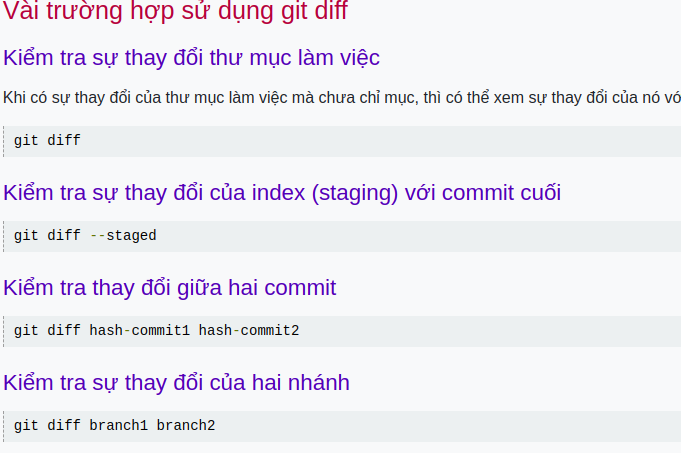 Vài trường hợp sử dụng git diff
Kiểm tra sự thay đổi thư mục làm việc
Khi có sự thay đổi của thư mục làm việc mà chưa chỉ mục, thì có thể xem sự thay đổi của nó vớ
git diff
Kiểm tra sự thay đổi của index (staging) với commit cuối
git diff --staged
Kiểm tra thay đổi giữa hai commit
git diff hash-commit1 hash-commit2
Kiểm tra sự thay đổi của hai nhánh
git diff branch1 branch2